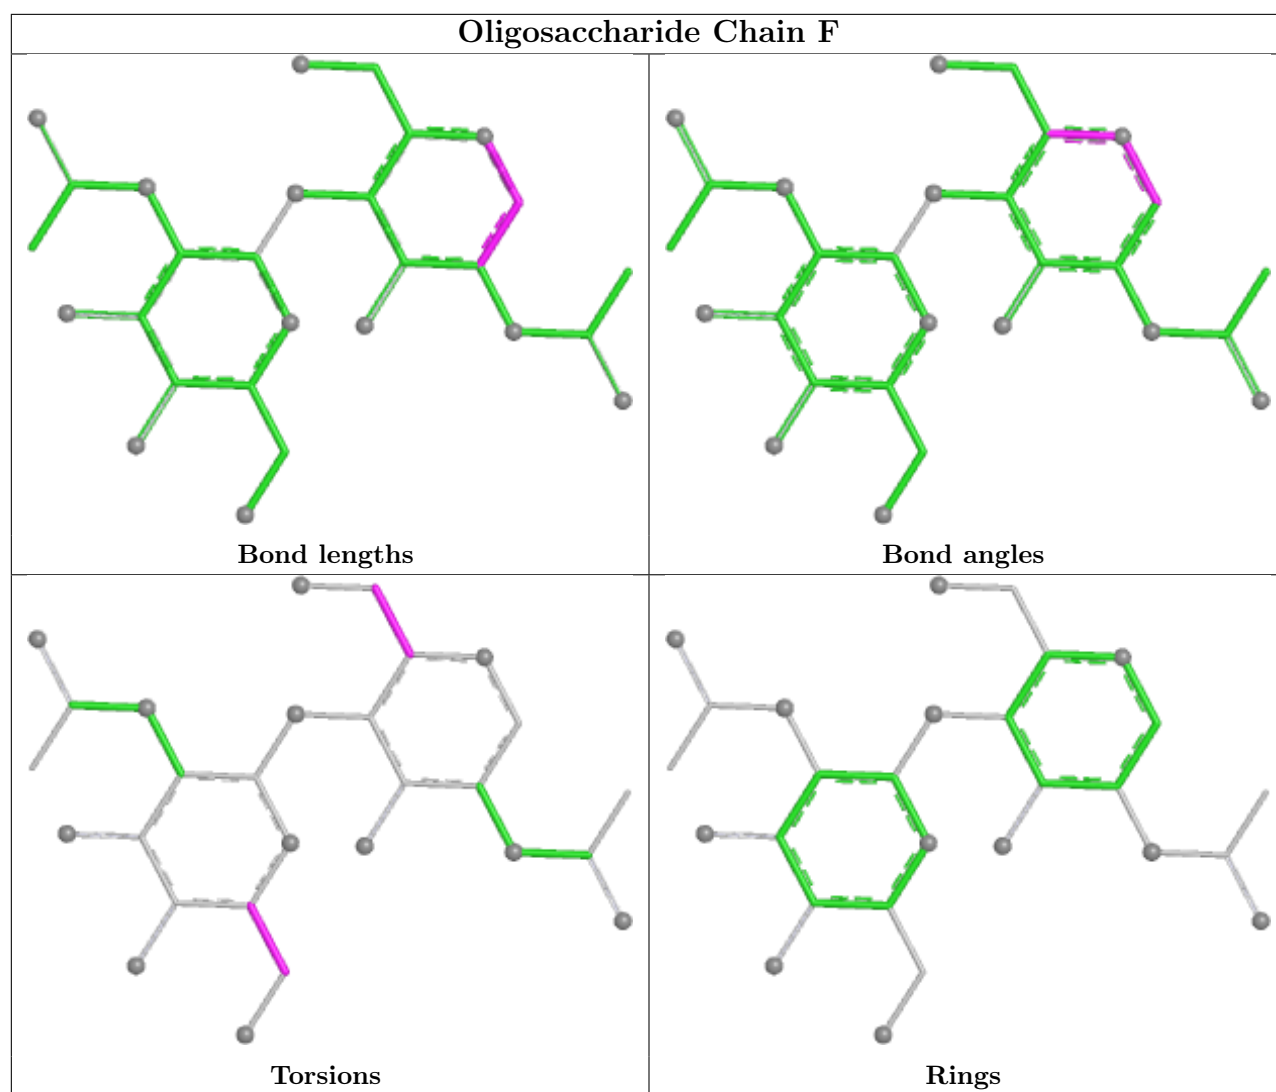 Oligosaccharide Chain F
Bond lengths
Bond angles
Torsions
Rings